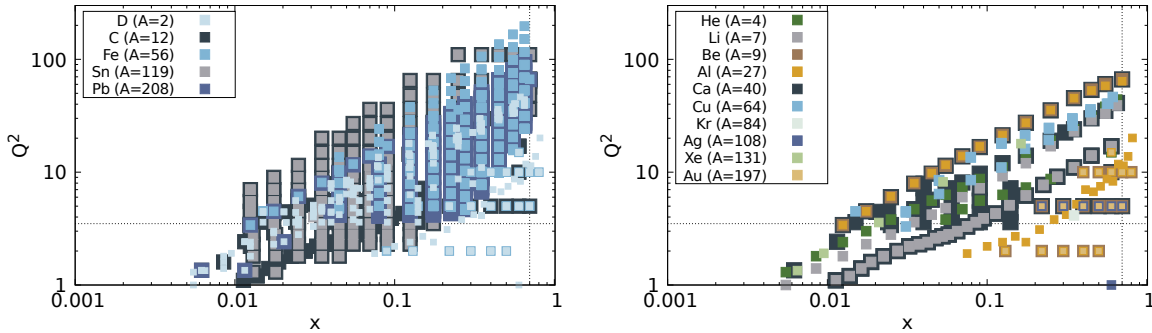 D (A=2)
C (A=12)
Fe (A=56)
Sn (A=119)
Pb (A=208)
100
10
1
Q²
0.001
0.01
0.1
1
x
He (A=4)
Li (A=7)
Be (A=9)
Al (A=27)
Ca (A=40)
Cu (A=64)
Kr (A=84)
Ag (A=108)
Xe (A=131)
Au (A=197)
100
10
1
Q²
0.001
0.01
0.1
1
x